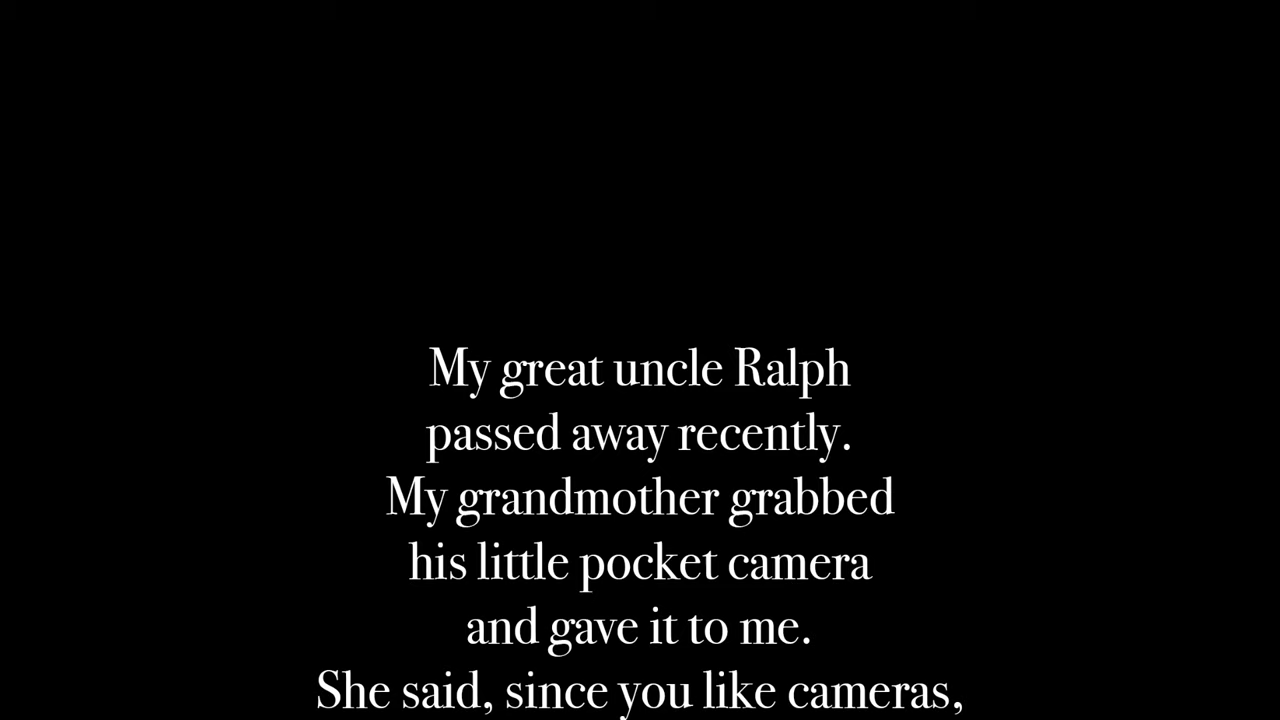 My great uncle Ralph
passed away recently.
My grandmother grabbed
his little pocket camera
and gave it to me.
She said, since you like cameras,